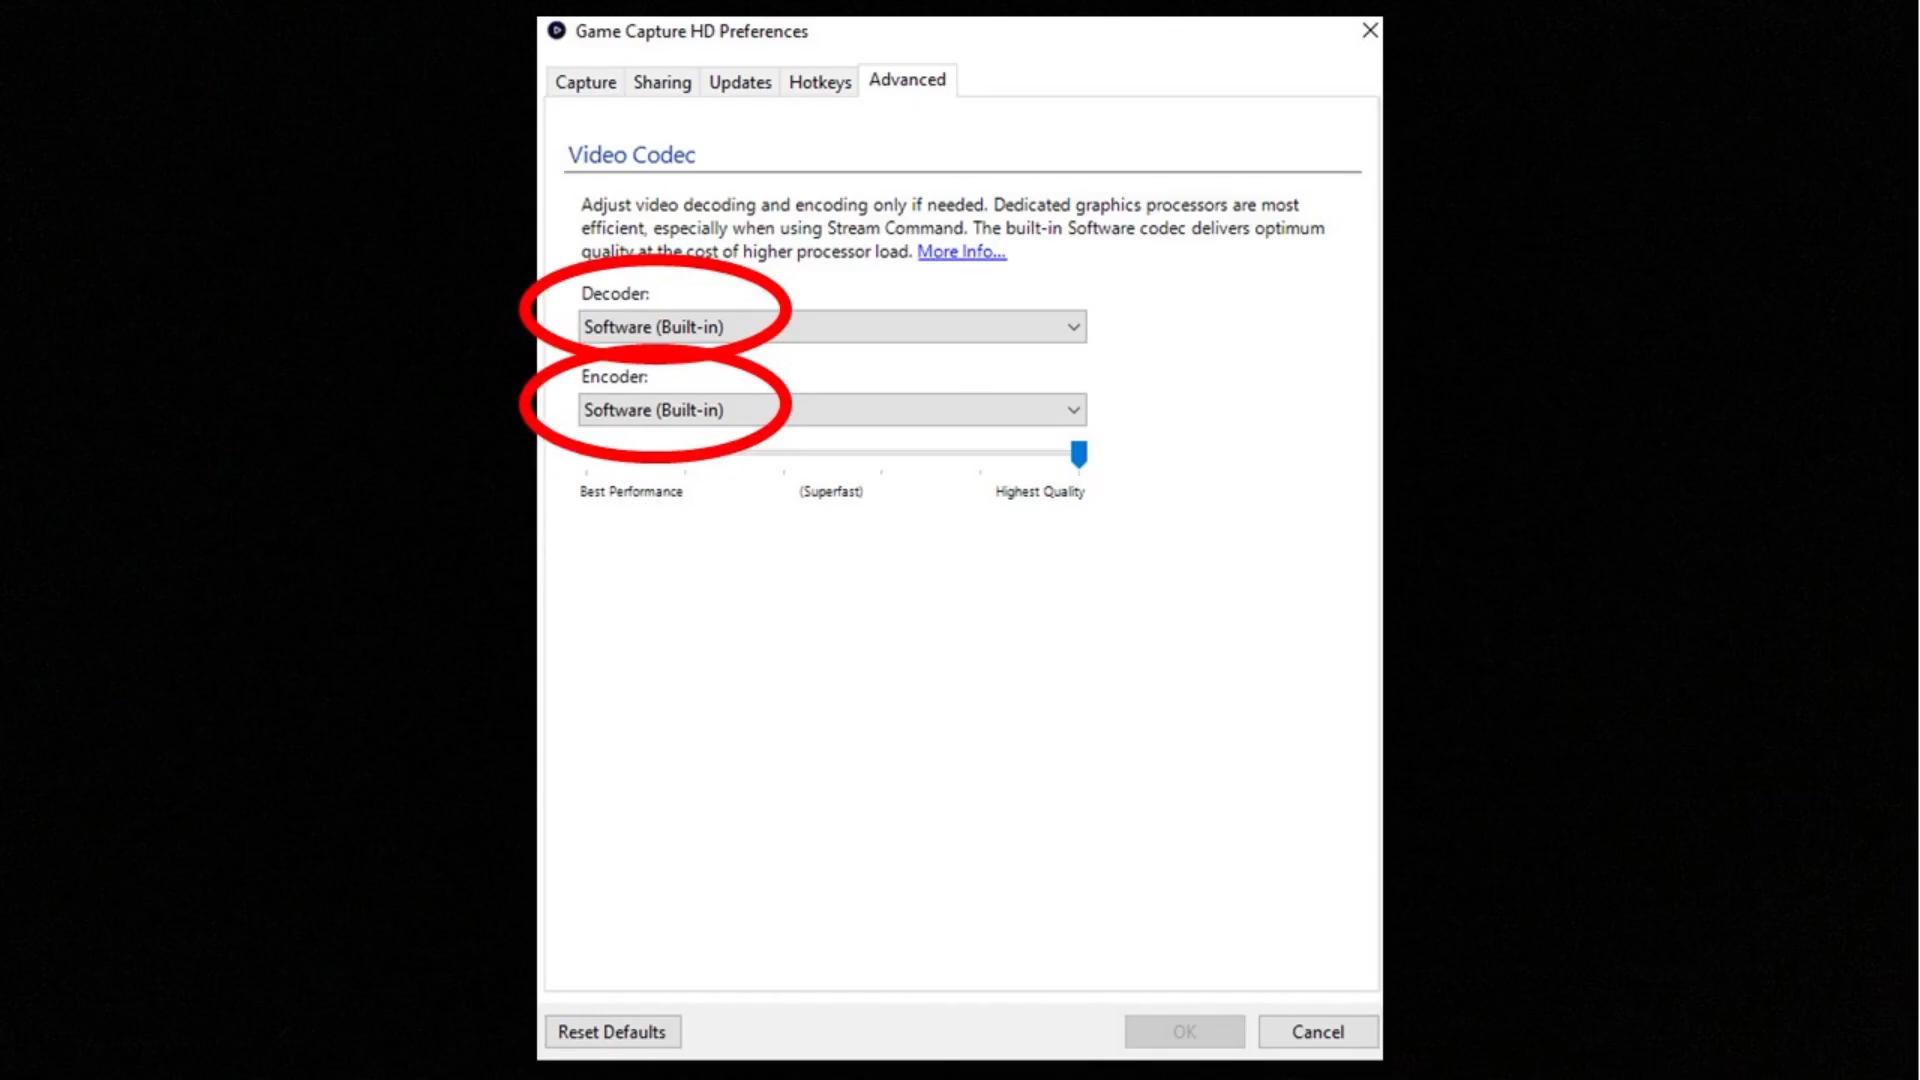 Game Capture HD Preferences
Capture Sharing Updates Hotkeys Advanced
Video Codec
Adjust video decoding and encoding only if needed. Dedicated graphics processors are most
efficient, especially when using Stream Command. The built-in Software codec delivers optimum
quality at the cost of higher processor load. More Info...
Decoder:
Software (Built-in)
Encoder:
Software (Built-in)
Best Performance (Superfast) Highest Quality
Reset Defaults OK Cancel